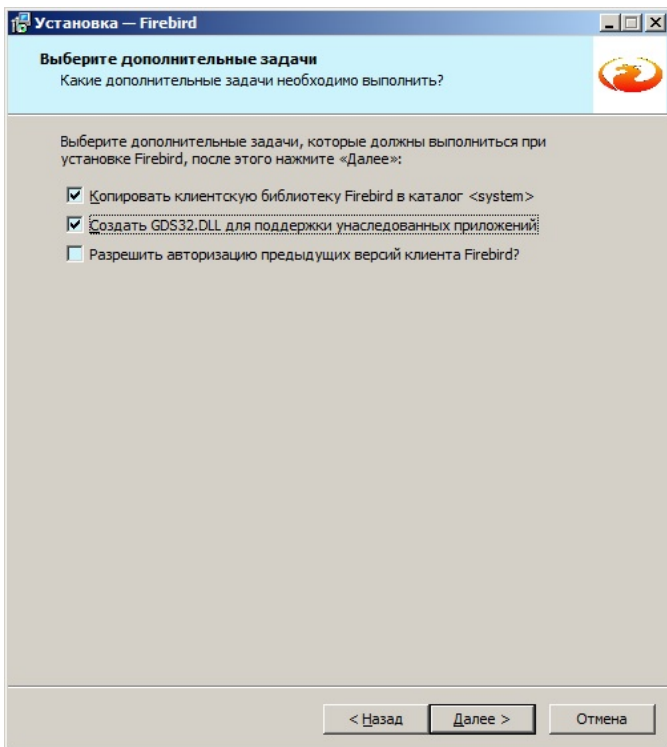 Установка — Firebird
Выберите дополнительные задачи
Какие дополнительные задачи необходимо выполнить?
Выберите дополнительные задачи, которые должны выполниться при
установке Firebird, после этого нажмите «Далее»:
Копировать клиентскую библиотеку Firebird в каталог <system>
Создать GDS32.DLL для поддержки унаследованных приложений
Разрешить авторизацию предыдущих версий клиента Firebird?
< Назад
Далее >
Отмена